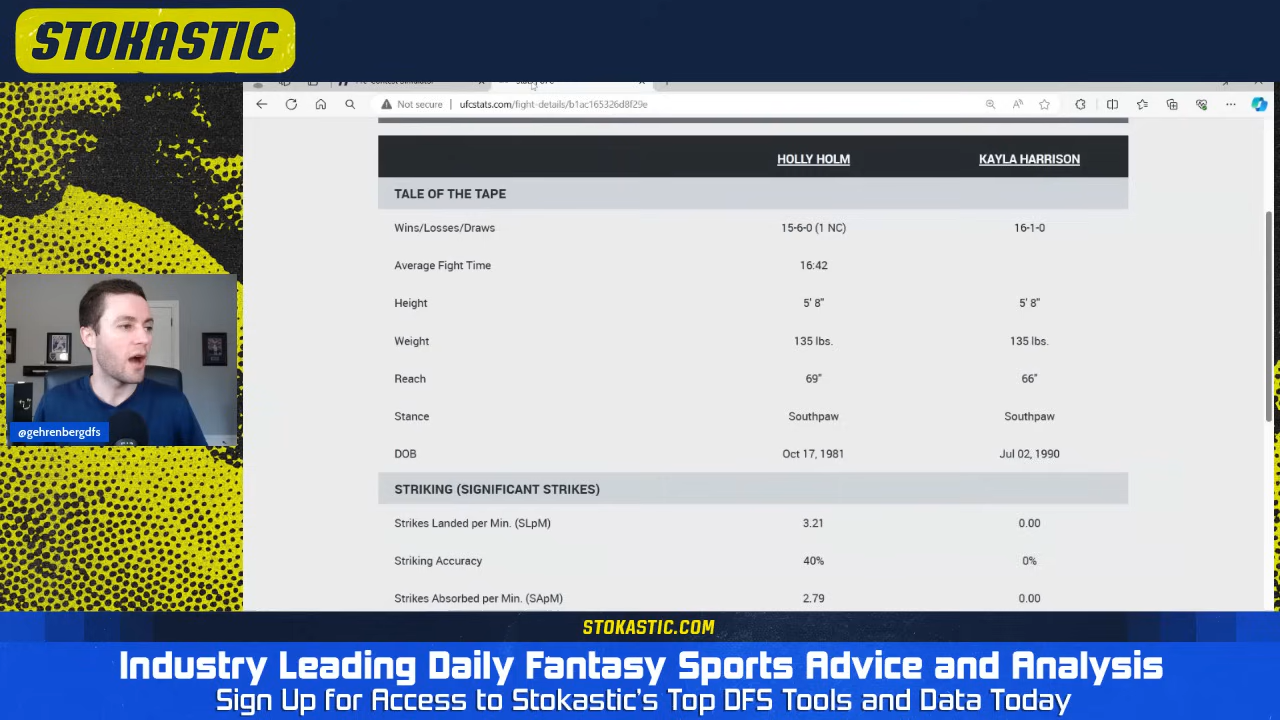 STOKASTIC
Not secure | ufcstats.com/fight-details/b1ac165326d8f29e
HOLLY HOLM KAYLA HARRISON
TALE OF THE TAPE
Wins/Losses/Draws 15-6-0 (1 NC) 16-1-0
Average Fight Time 16:42
Height 5' 8" 5' 8"
Weight 135 lbs. 135 lbs.
Reach 69" 66"
Stance Southpaw Southpaw
DOB Oct 17, 1981 Jul 02, 1990
STRIKING (SIGNIFICANT STRIKES)
Strikes Landed per Min. (SLpM) 3.21 0.00
Striking Accuracy 40% 0%
Strikes Absorbed per Min. (SApM) 2.79 0.00
@gehrenbergdfs
STOKASTIC.COM
Industry Leading Daily Fantasy Sports Advice and Analysis
Sign Up for Access to Stokastic's Top DFS Tools and Data Today